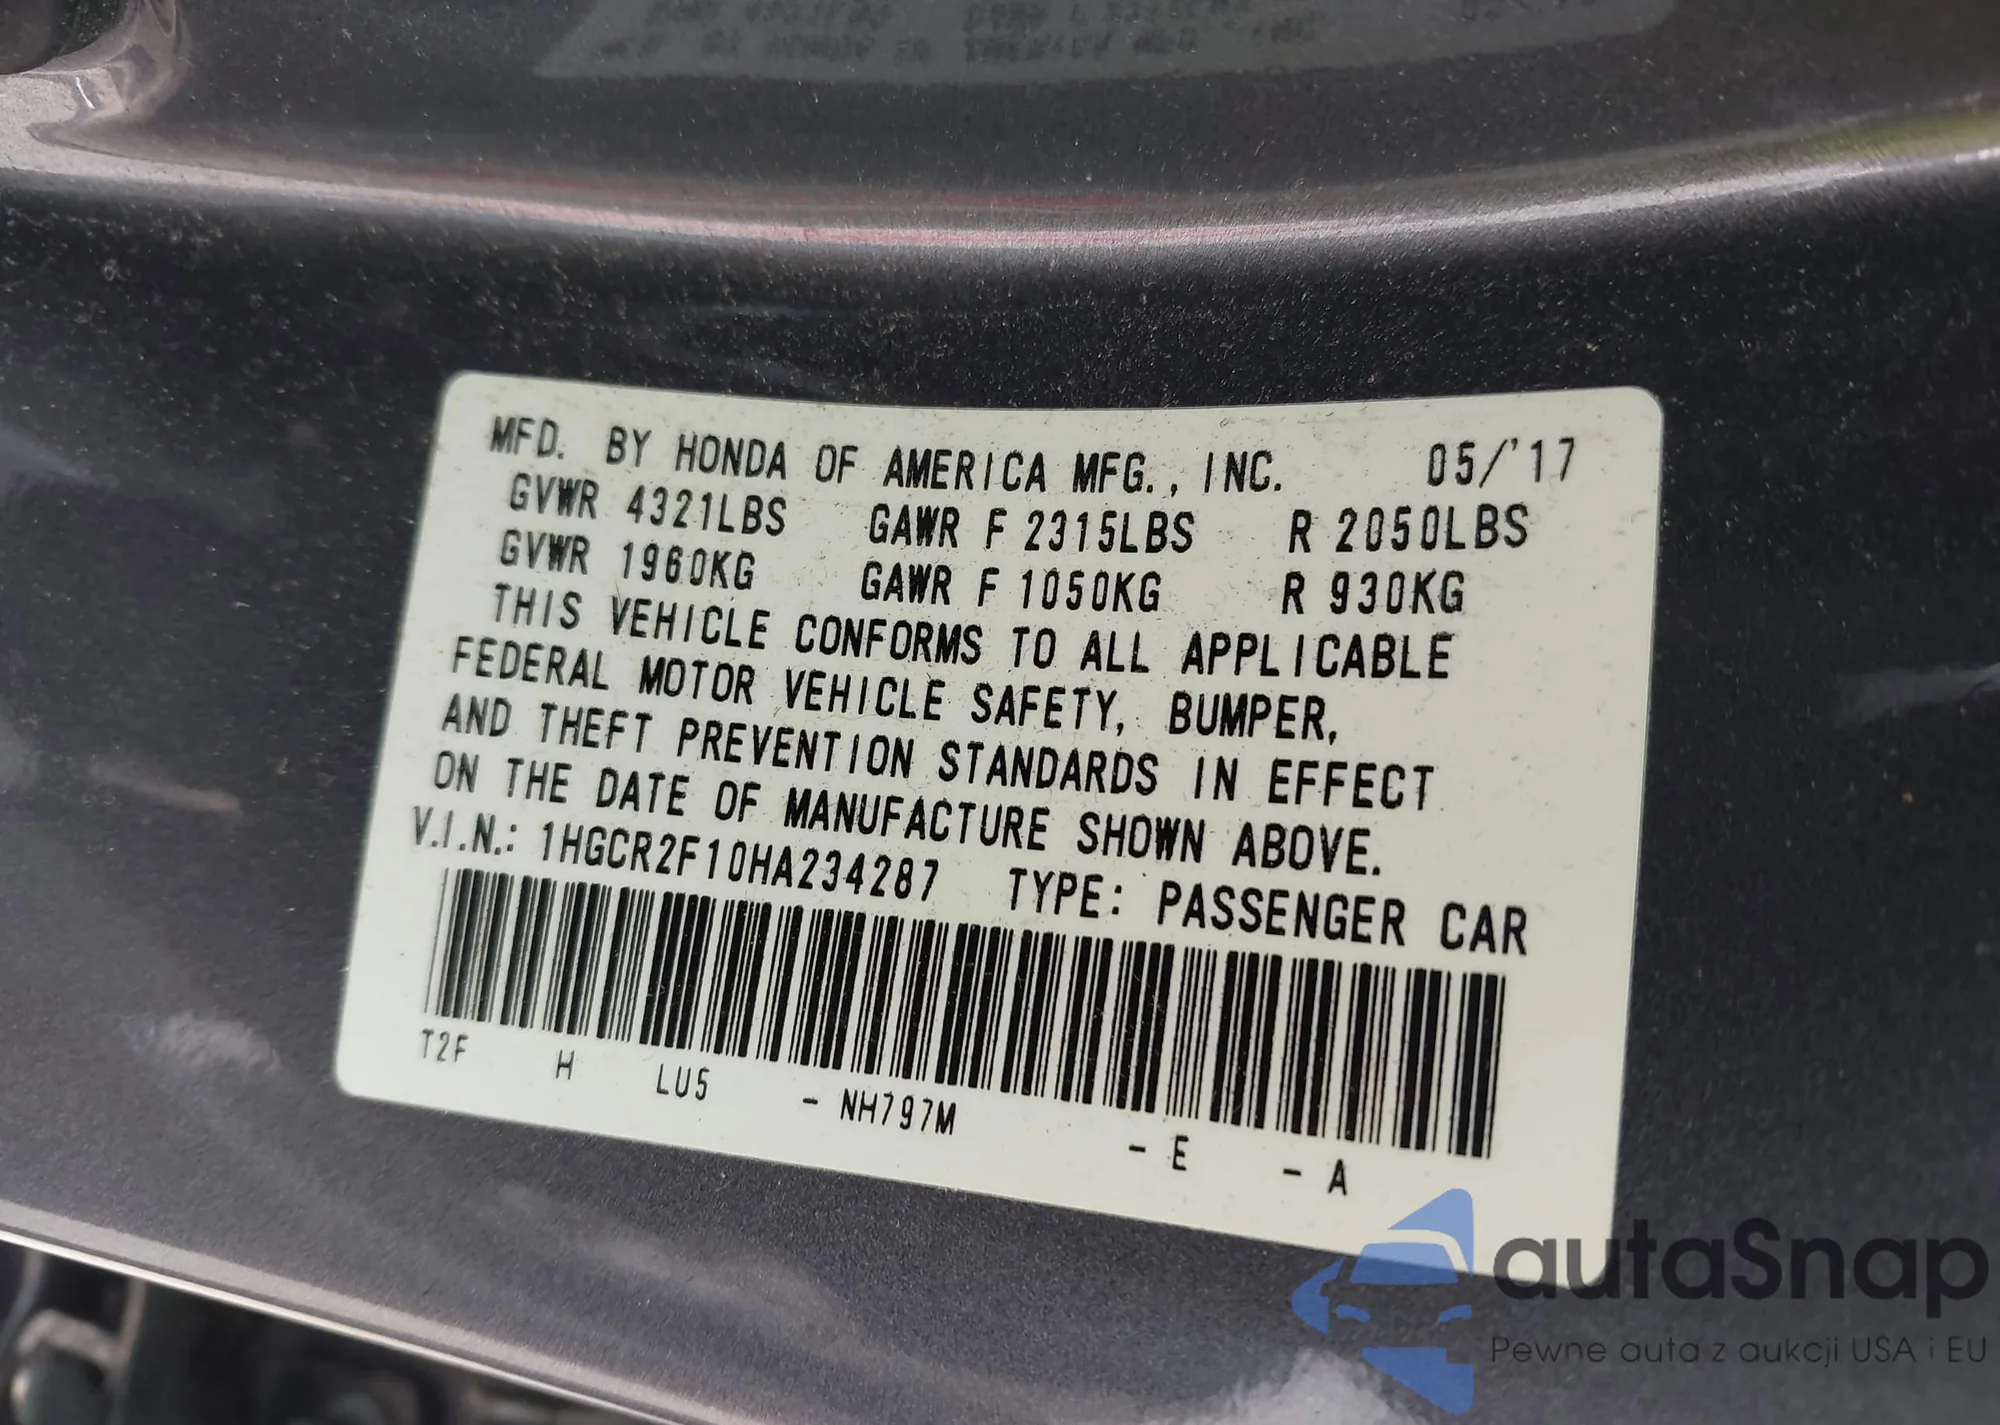 MFD. BY HONDA OF AMERICA MFG., INC. 05/'17
GVWR 4321LBS GAWR F 2315LBS R 2050LBS
GVWR 1960KG GAWR F 1050KG R 930KG
THIS VEHICLE CONFORMS TO ALL APPLICABLE
FEDERAL MOTOR VEHICLE SAFETY, BUMPER,
AND THEFT PREVENTION STANDARDS IN EFFECT
ON THE DATE OF MANUFACTURE SHOWN ABOVE.
V.I.N.: 1HGCR2F10HA234287 TYPE: PASSENGER CAR
T2F H LU5 - NH797M - E - A
autaSnap
Pewne auta z aukcji USA i EU